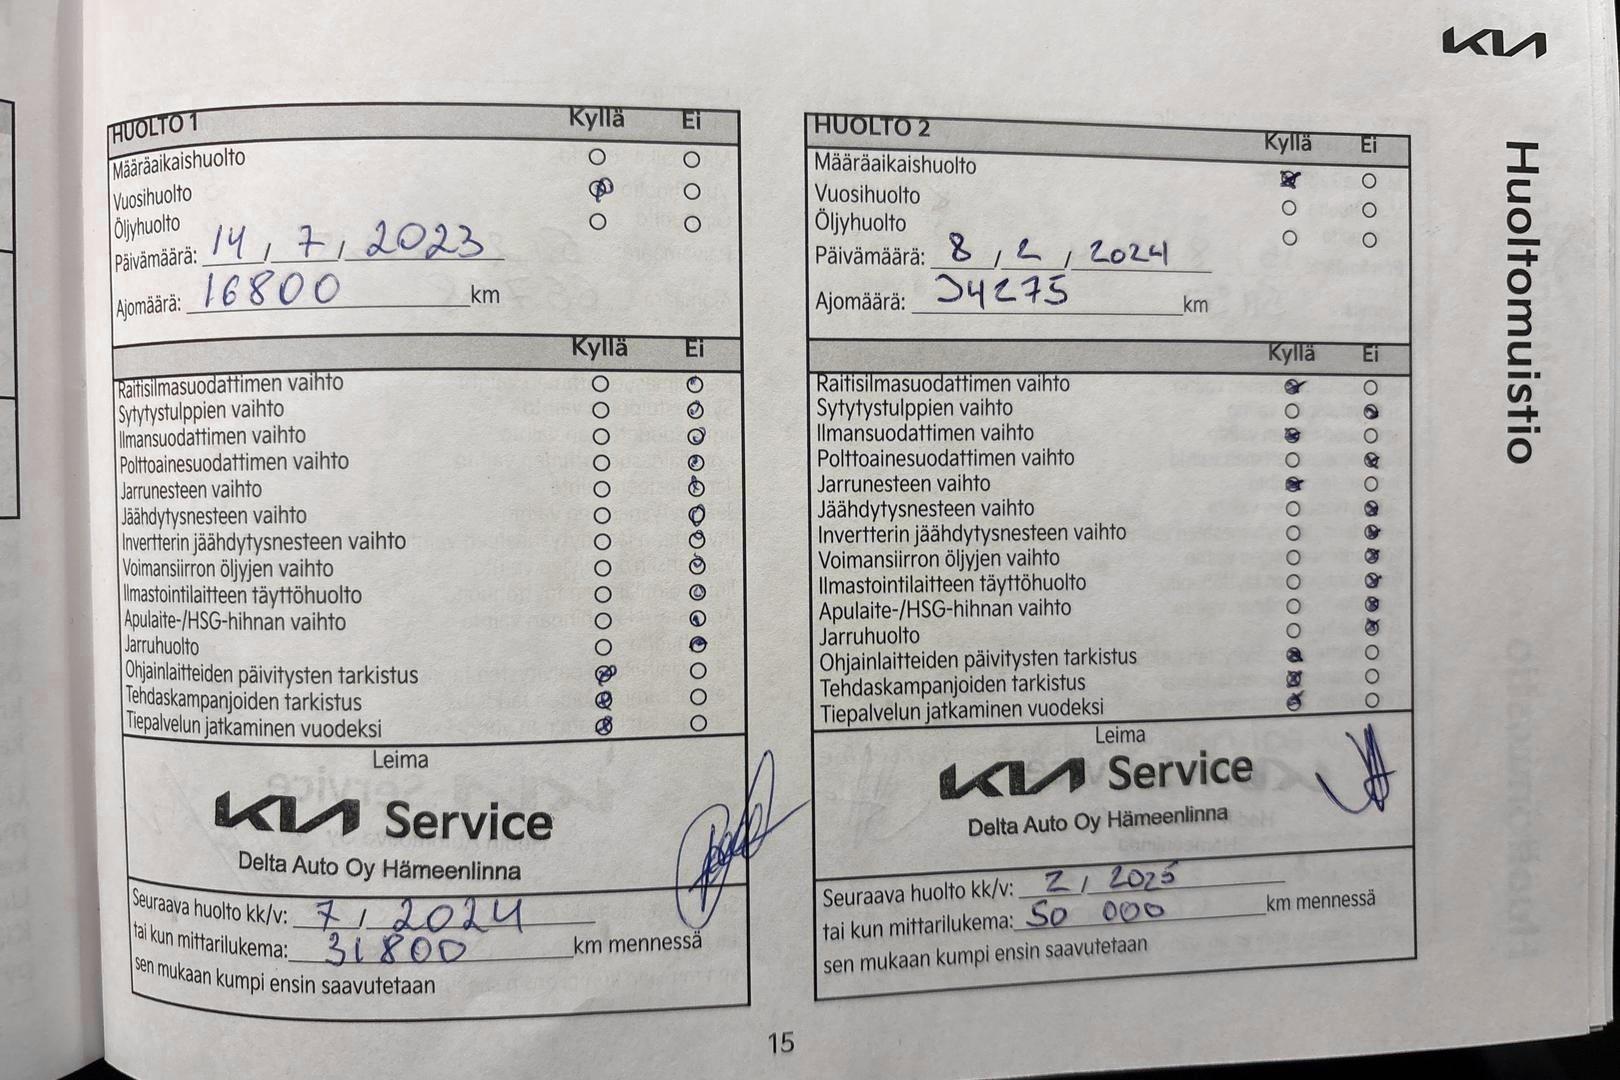 KIA
Huoltomuistio
HUOLTO 1 Kyllä Ei
Määräaikaishuolto
Vuosihuolto
Öljyhuolto
Päivämäärä: 14, 7, 2023
Ajomäärä: 16800 km
Kyllä Ei
Raitisilmasuodattimen vaihto
Sytytystulppien vaihto
Ilmansuodattimen vaihto
Polttoainesuodattimen vaihto
Jarrunesteen vaihto
Jäähdytysnesteen vaihto
Invertterin jäähdytysnesteen vaihto
Voimansiirron öljyjen vaihto
Ilmastointilaitteen täyttöhuolto
Apulaite-/HSG-hihnan vaihto
Jarruhuolto
Ohjainlaitteiden päivitysten tarkistus
Tehdaskampanjoiden tarkistus
Tiepalvelun jatkaminen vuodeksi
Leima
KIA Service
Delta Auto Oy Hämeenlinna
Seuraava huolto kk/v: 7, 2024
tai kun mittarilukema: 31800 km mennessä
sen mukaan kumpi ensin saavutetaan
HUOLTO 2 Kyllä Ei
Määräaikaishuolto
Vuosihuolto
Öljyhuolto
Päivämäärä: 8, 2, 2024
Ajomäärä: 34275 km
Kyllä Ei
Raitisilmasuodattimen vaihto
Sytytystulppien vaihto
Ilmansuodattimen vaihto
Polttoainesuodattimen vaihto
Jarrunesteen vaihto
Jäähdytysnesteen vaihto
Invertterin jäähdytysnesteen vaihto
Voimansiirron öljyjen vaihto
Ilmastointilaitteen täyttöhuolto
Apulaite-/HSG-hihnan vaihto
Jarruhuolto
Ohjainlaitteiden päivitysten tarkistus
Tehdaskampanjoiden tarkistus
Tiepalvelun jatkaminen vuodeksi
Leima
KIA Service
Delta Auto Oy Hämeenlinna
Seuraava huolto kk/v: 2, 2025
tai kun mittarilukema: 50 000 km mennessä
sen mukaan kumpi ensin saavutetaan
15